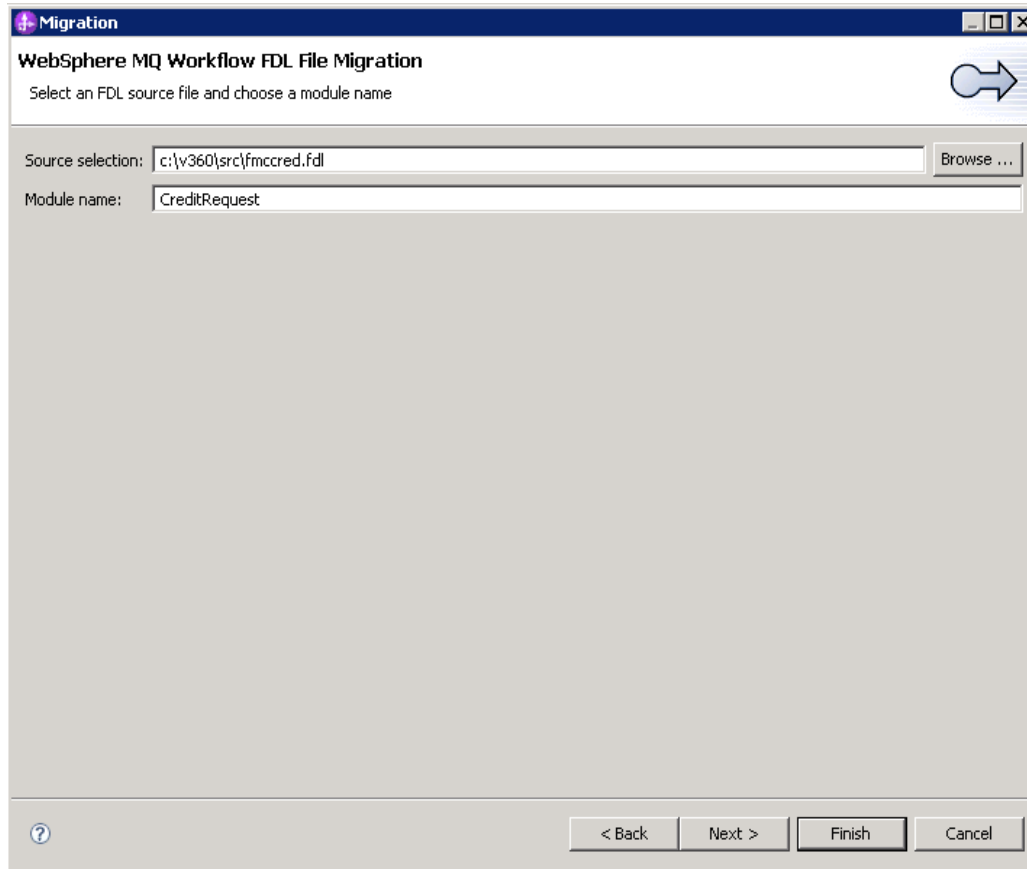 Migration
WebSphere MQ Workflow FDL File Migration
Select an FDL source file and choose a module name
Source selection: c:\v360\src\fmccred.fdl Browse ...
Module name: CreditRequest
? < Back Next > Finish Cancel